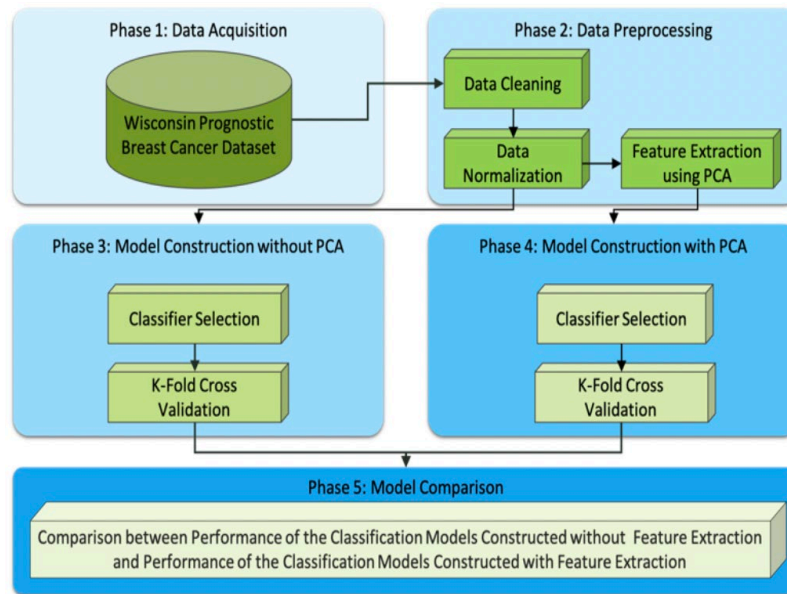 Phase 1: Data Acquisition
Wisconsin Prognostic
Breast Cancer Dataset
Phase 2: Data Preprocessing
Data Cleaning
Data
Normalization
Feature Extraction
using PCA
Phase 3: Model Construction without PCA
Classifier Selection
K-Fold Cross
Validation
Phase 4: Model Construction with PCA
Classifier Selection
K-Fold Cross
Validation
Phase 5: Model Comparison
Comparison between Performance of the Classification Models Constructed without Feature Extraction
and Performance of the Classification Models Constructed with Feature Extraction